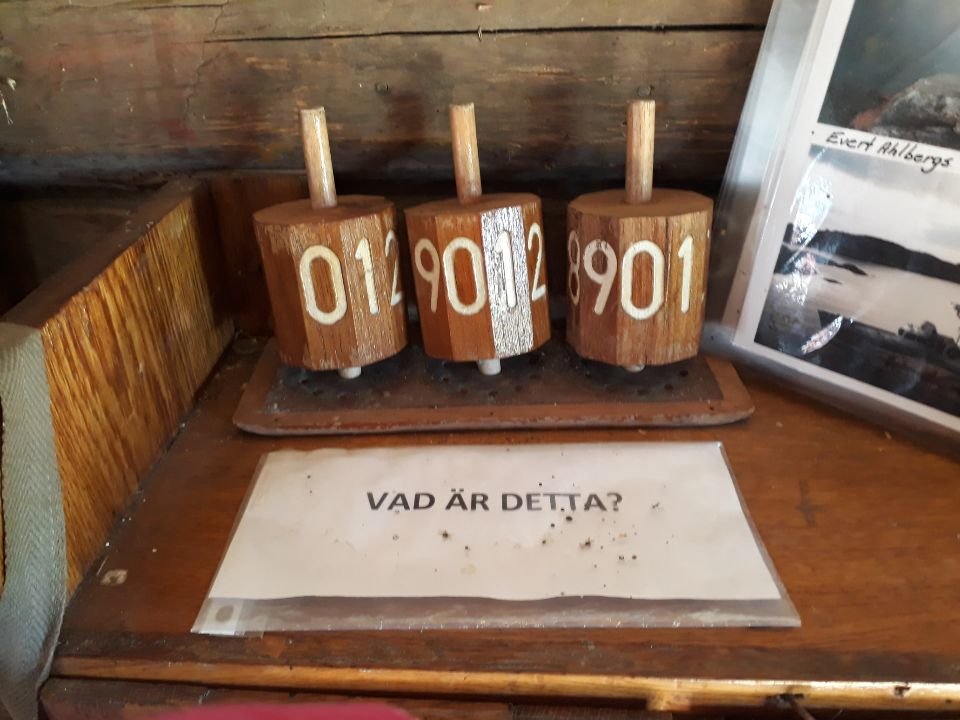 Evert Ahlbergs
012 9012 8901
VAD ÄR DETTA?